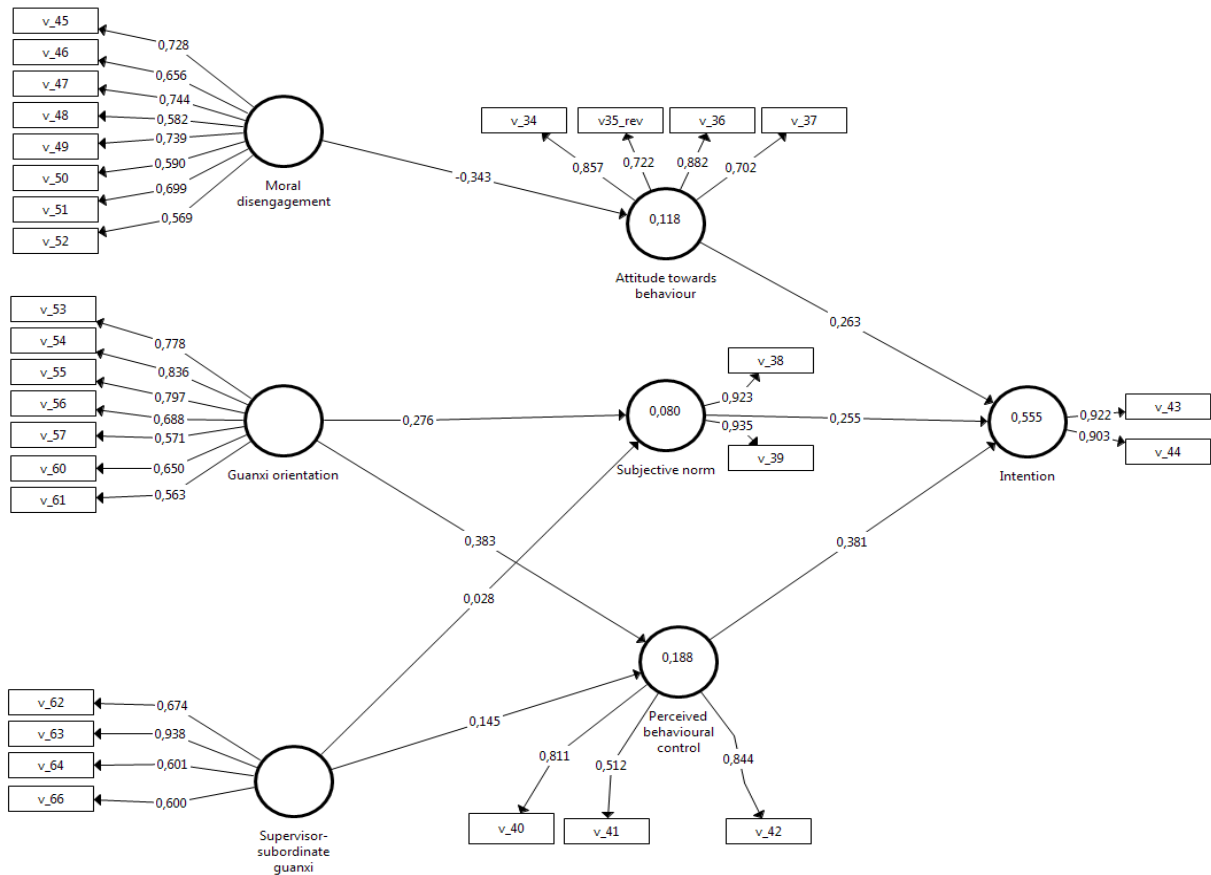 v_45
v_46
v_47
v_48
v_49
v_50
v_51
v_52
0,728
0,656
0,744
0,582
0,739
0,590
0,699
0,569
Moral
disengagement
-0,343
v_34
v35_rev
v_36
v_37
0,857
0,722
0,882
0,702
0,118
Attitude towards
behaviour
0,263
v_53
v_54
v_55
v_56
v_57
v_60
v_61
0,778
0,836
0,797
0,688
0,571
0,650
0,563
Guanxi orientation
0,276
0,383
v_38
0,923
0,080
0,935
v_39
Subjective norm
0,255
0,555
Intention
0,922
0,903
v_43
v_44
0,381
0,028
v_62
v_63
v_64
v_66
0,674
0,938
0,601
0,600
Supervisor-
subordinate
guanxi
0,145
0,188
Perceived
behavioural
control
0,811
0,512
0,844
v_40
v_41
v_42